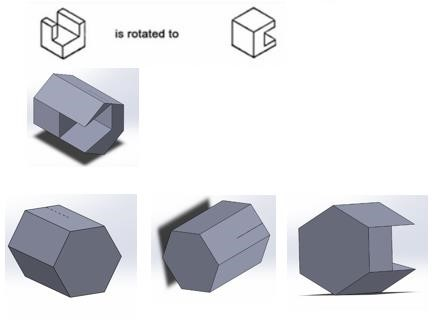 is rotated to